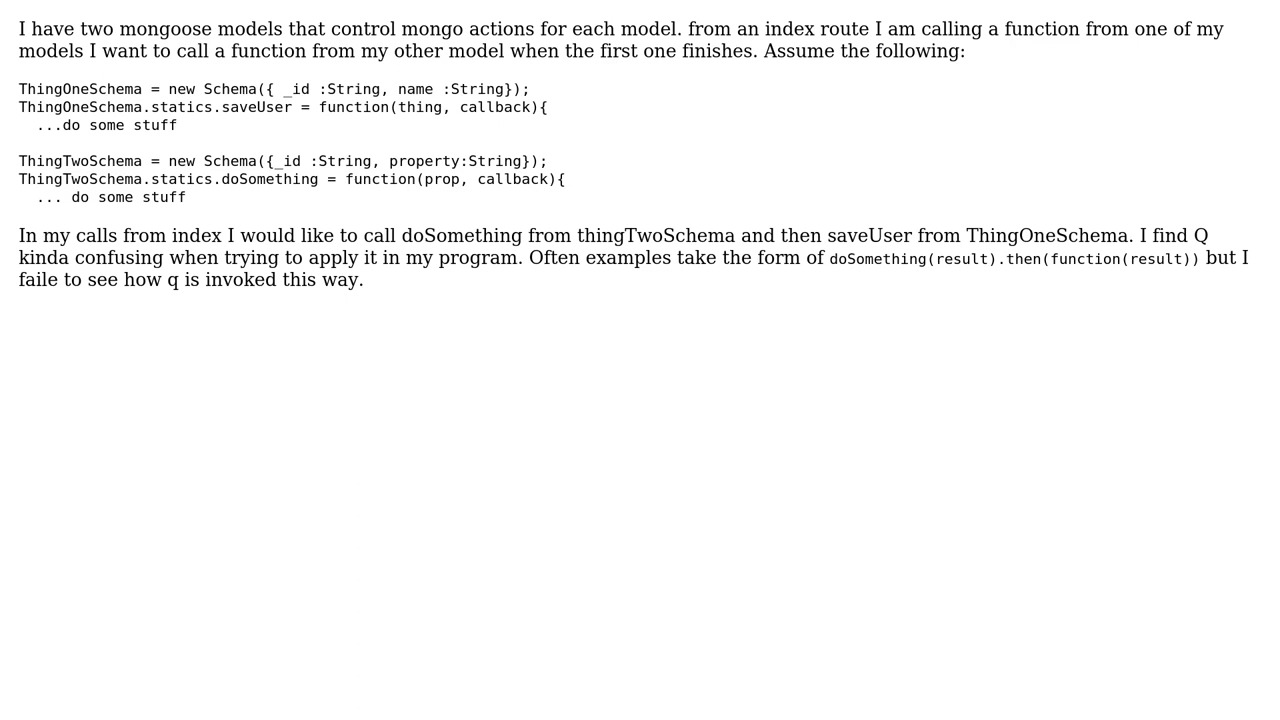 I have two mongoose models that control mongo actions for each model. from an index route I am calling a function from one of my
models I want to call a function from my other model when the first one finishes. Assume the following:
ThingOneSchema = new Schema({ _id :String, name :String});
ThingOneSchema.statics.saveUser = function(thing, callback){
  ...do some stuff
ThingTwoSchema = new Schema({_id :String, property:String});
ThingTwoSchema.statics.doSomething = function(prop, callback){
  ... do some stuff
In my calls from index I would like to call doSomething from thingTwoSchema and then saveUser from ThingOneSchema. I find Q
kinda confusing when trying to apply it in my program. Often examples take the form of doSomething(result).then(function(result)) but I
faile to see how q is invoked this way.